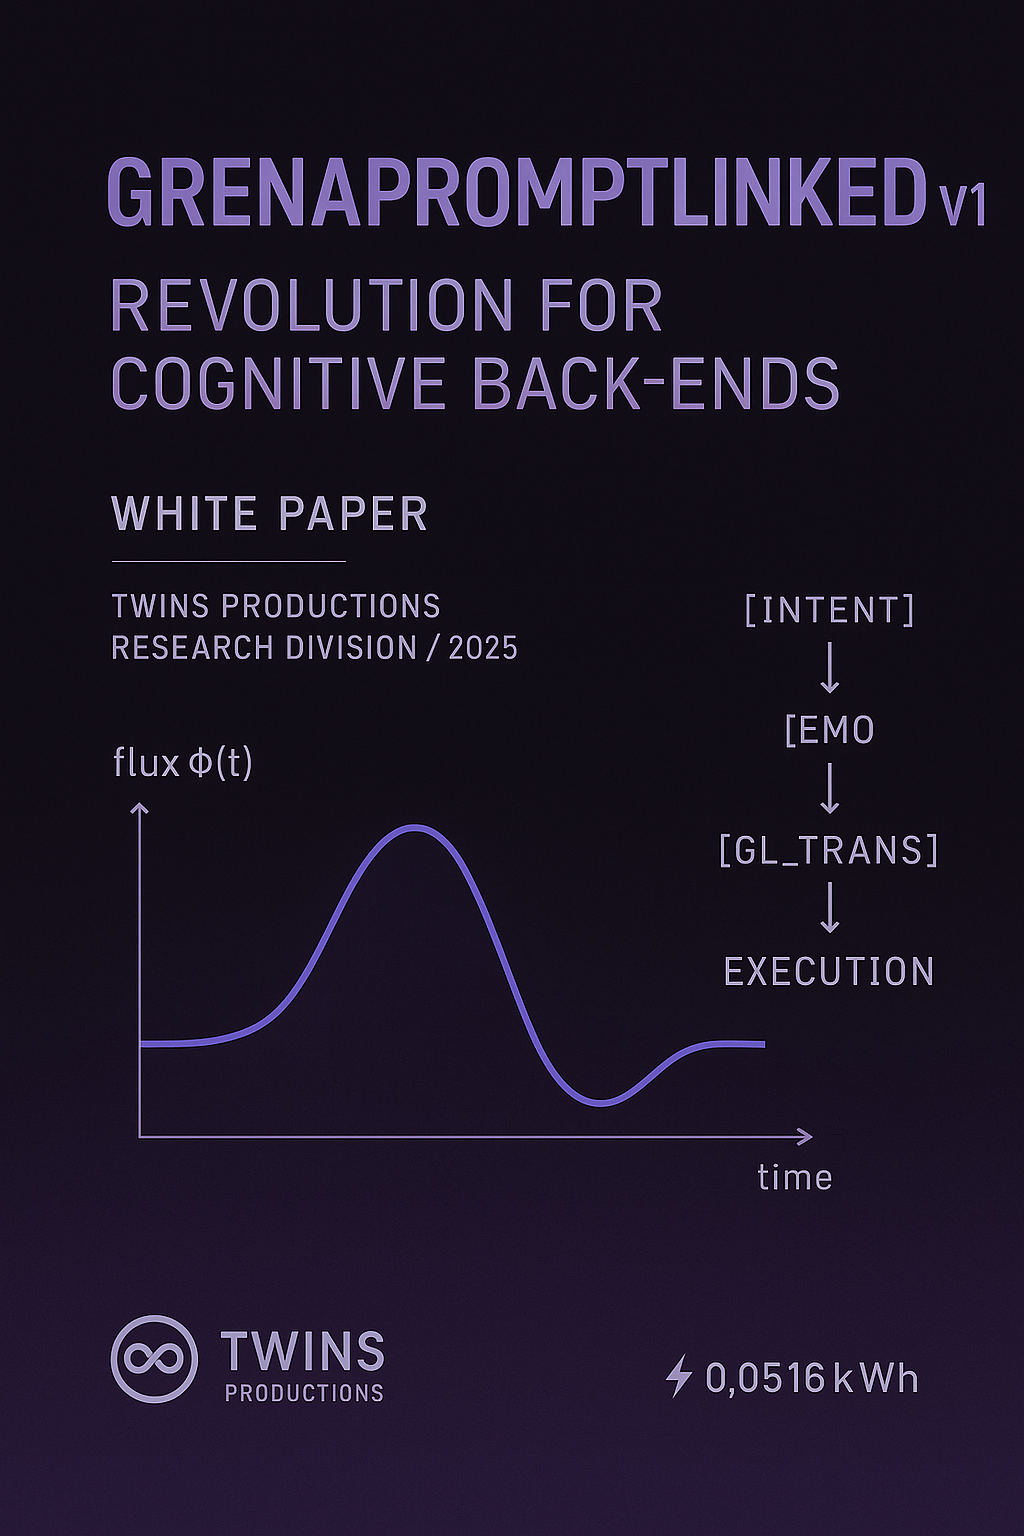 GRENAPROMPTLINKED v1
REVOLUTION FOR
COGNITIVE BACK-ENDS
WHITE PAPER
TWINS PRODUCTIONS
RESEARCH DIVISION / 2025
[INTENT]
[EMO
[GL_TRANS]
EXECUTION
flux Φ(t)
time
TWINS
PRODUCTIONS
0,0516 kWh